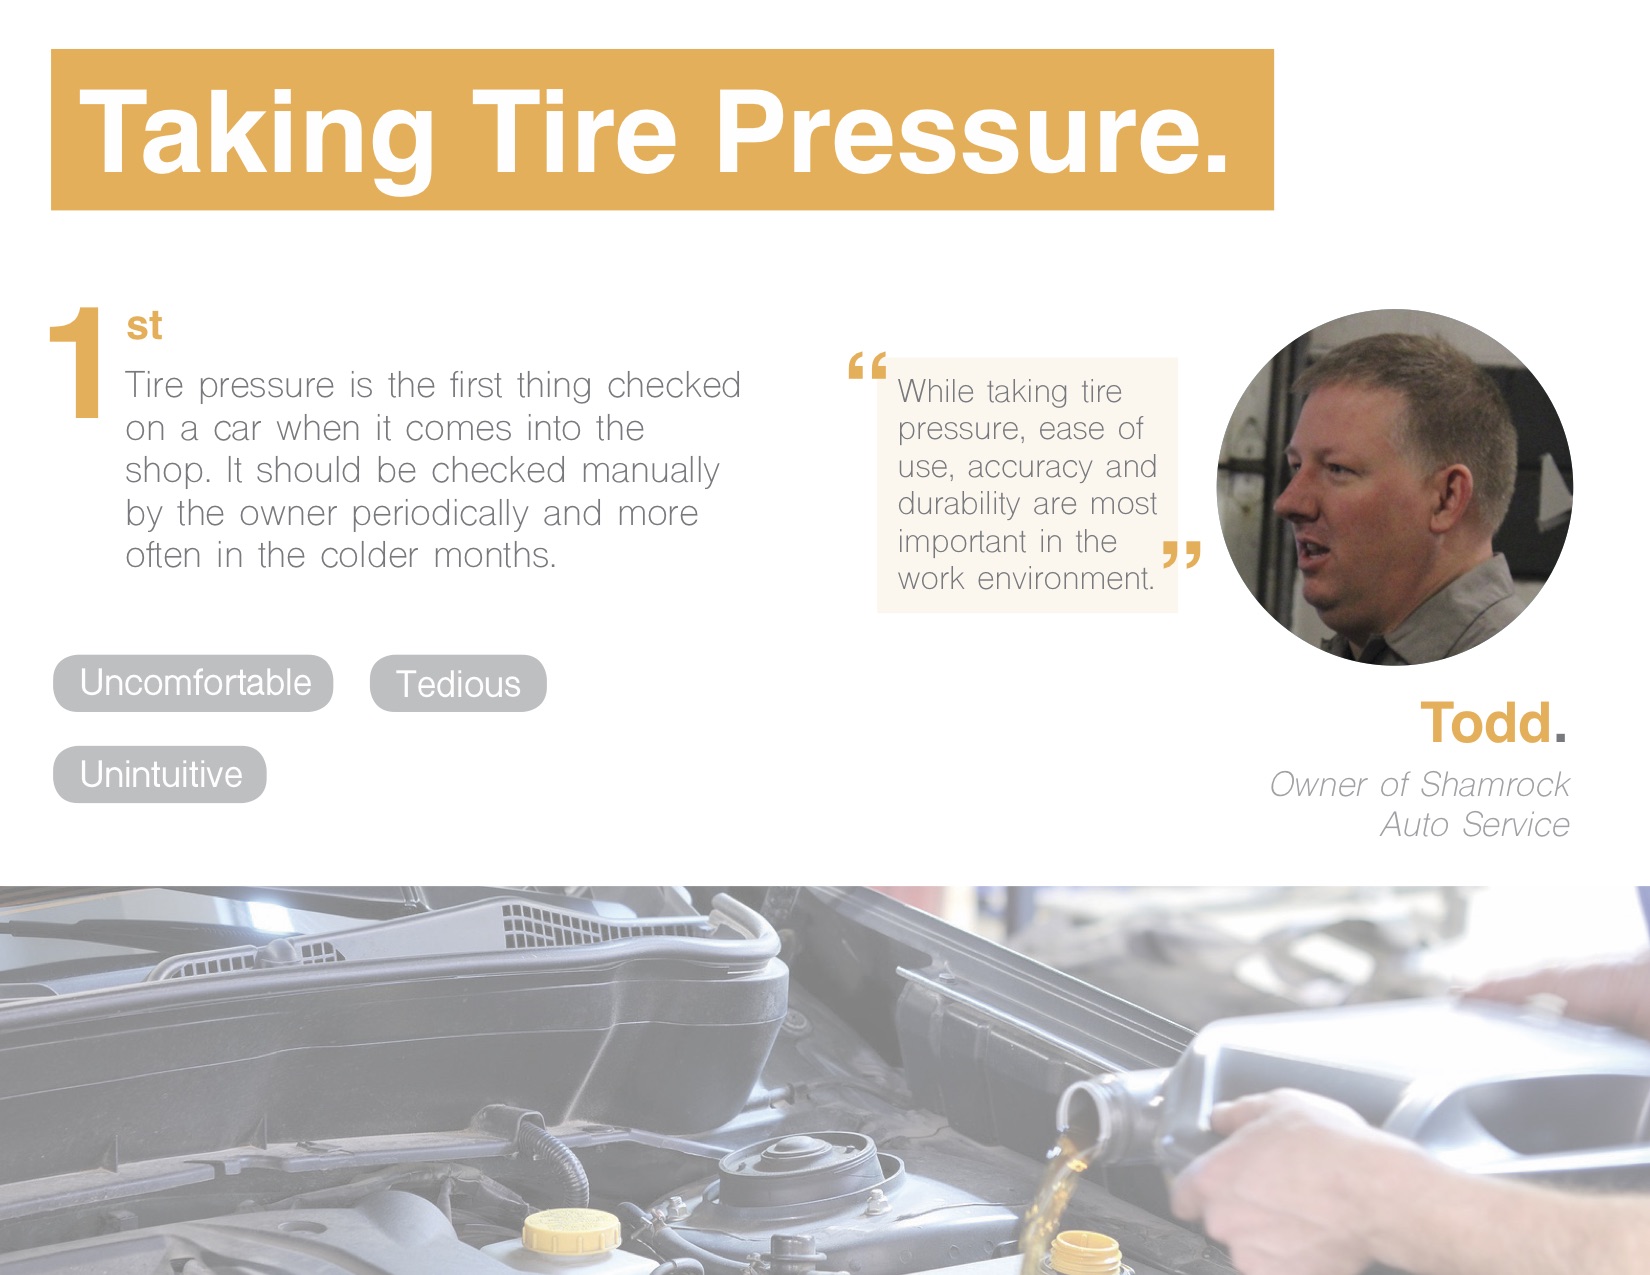 Taking Tire Pressure.
1st
Tire pressure is the first thing checked
on a car when it comes into the
shop. It should be checked manually
by the owner periodically and more
often in the colder months.
Uncomfortable
Tedious
Unintuitive
“While taking tire
pressure, ease of
use, accuracy and
durability are most
important in the
work environment.”
Todd.
Owner of Shamrock
Auto Service